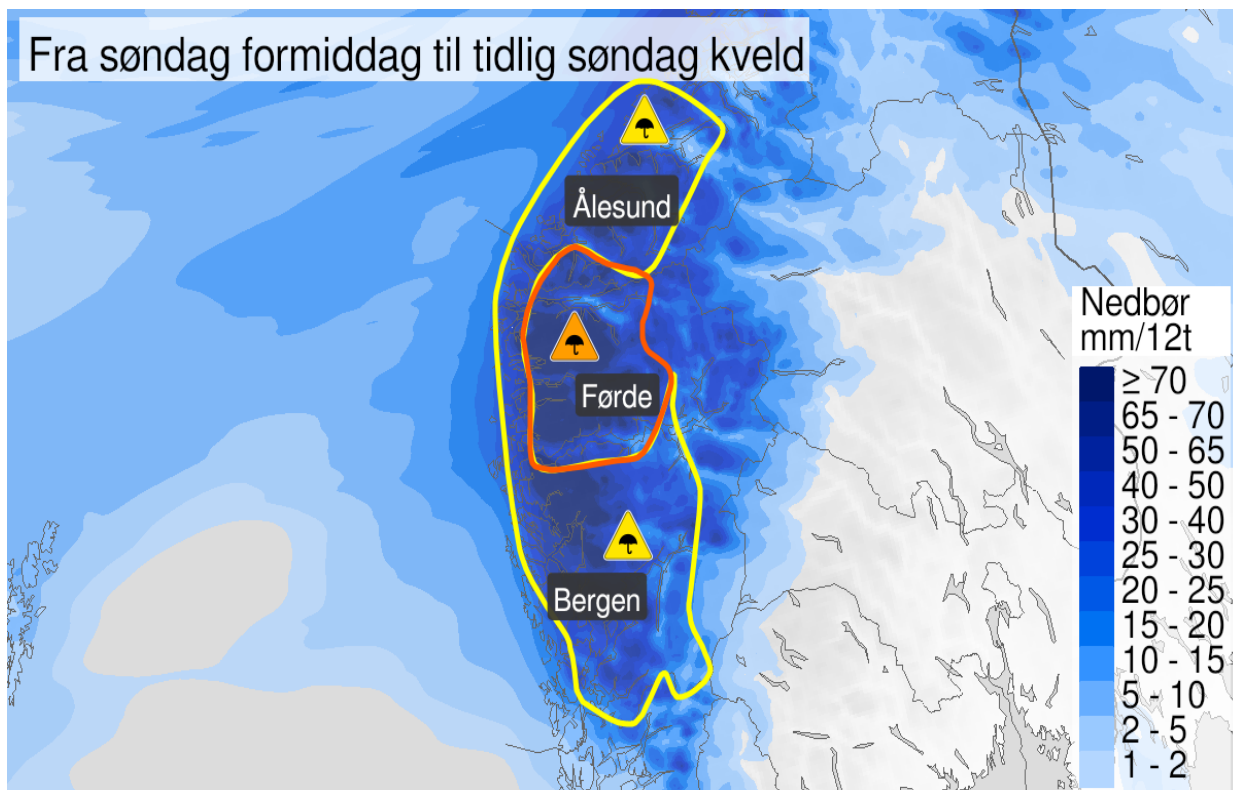 Fra søndag formiddag til tidlig søndag kveld
Ålesund
Førde
Bergen
Nedbør
mm/12t
≥ 70
65 - 70
50 - 65
40 - 50
30 - 40
25 - 30
20 - 25
15 - 20
10 - 15
5 - 10
2 - 5
1 - 2